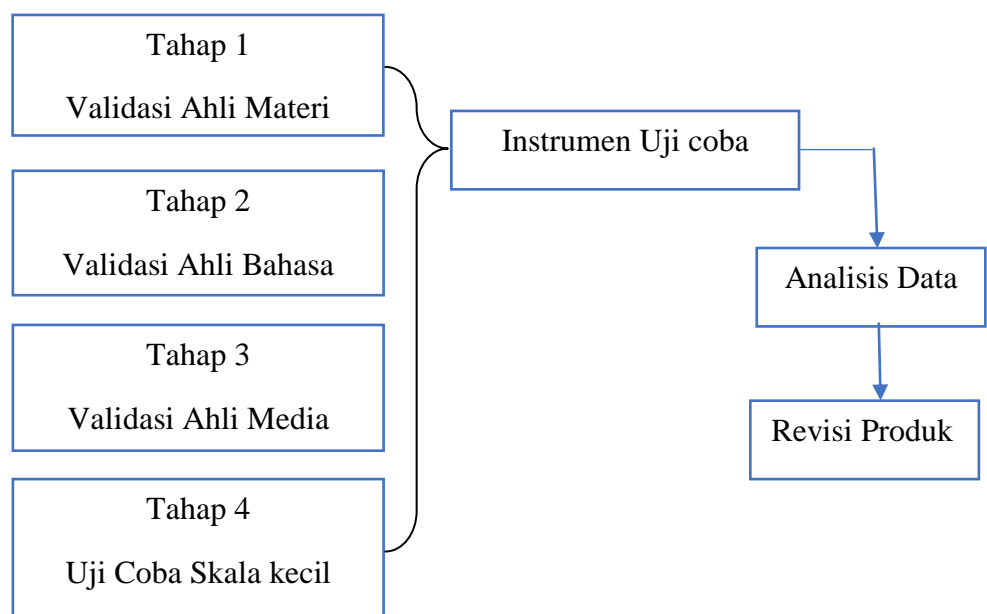 Tahap 1
Validasi Ahli Materi
Tahap 2
Validasi Ahli Bahasa
Tahap 3
Validasi Ahli Media
Tahap 4
Uji Coba Skala kecil
Instrumen Uji coba
Analisis Data
Revisi Produk